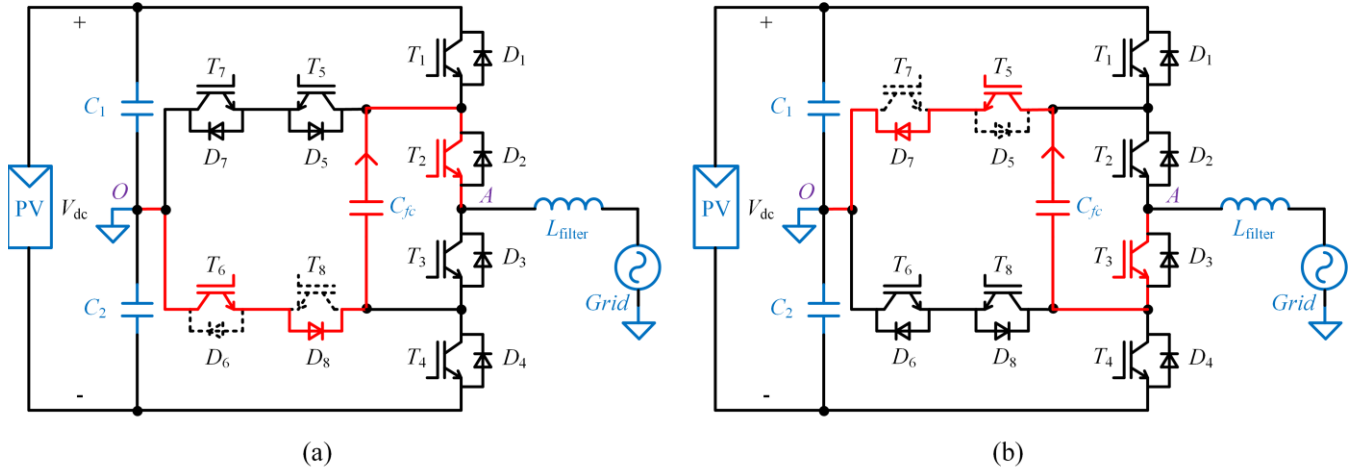 + T1 D1
T7 T5
C1 D7 D5 T2 D2
PV Vdc O Cfc A Lfilter
T6 T8 T3 D3
C2 Grid
D6 D8 T4 D4
-
(a)
+ T1 D1
T7 T5
C1 D7 D5 T2 D2
PV Vdc O Cfc A Lfilter
T6 T8 T3 D3
C2 Grid
D6 D8 T4 D4
-
(b)